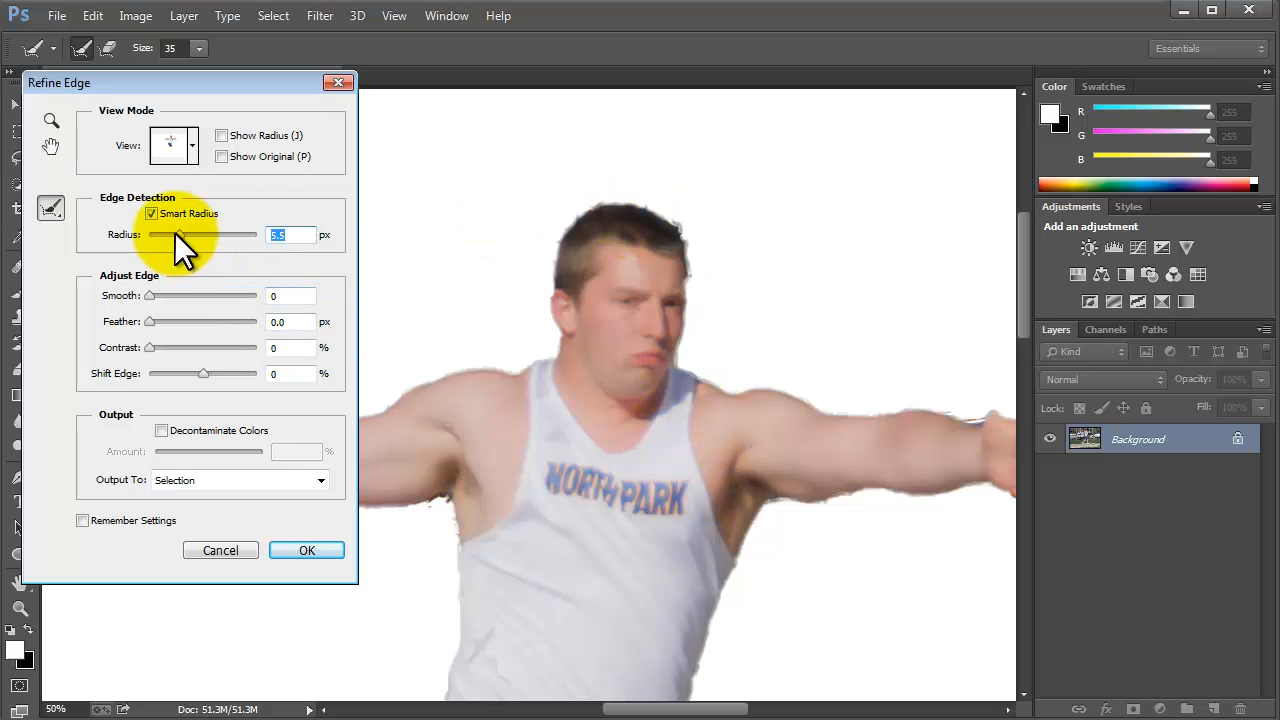 Ps File Edit Image Layer Type Select Filter 3D View Window Help
Size: 35
Essentials
Refine Edge
View Mode
View:
Show Radius (J)
Show Original (P)
Edge Detection
Smart Radius
Radius: 5.5 px
Adjust Edge
Smooth: 0
Feather: 0.0 px
Contrast: 0 %
Shift Edge: 0 %
Output
Decontaminate Colors
Amount: %
Output To: Selection
Remember Settings
Cancel OK
NORTH PARK
Color Swatches
R 255
G 255
B 255
Adjustments Styles
Add an adjustment
Layers Channels Paths
Kind
Normal Opacity: 100%
Lock: Fill: 100%
Background
50% Doc: 51.3M/51.3M